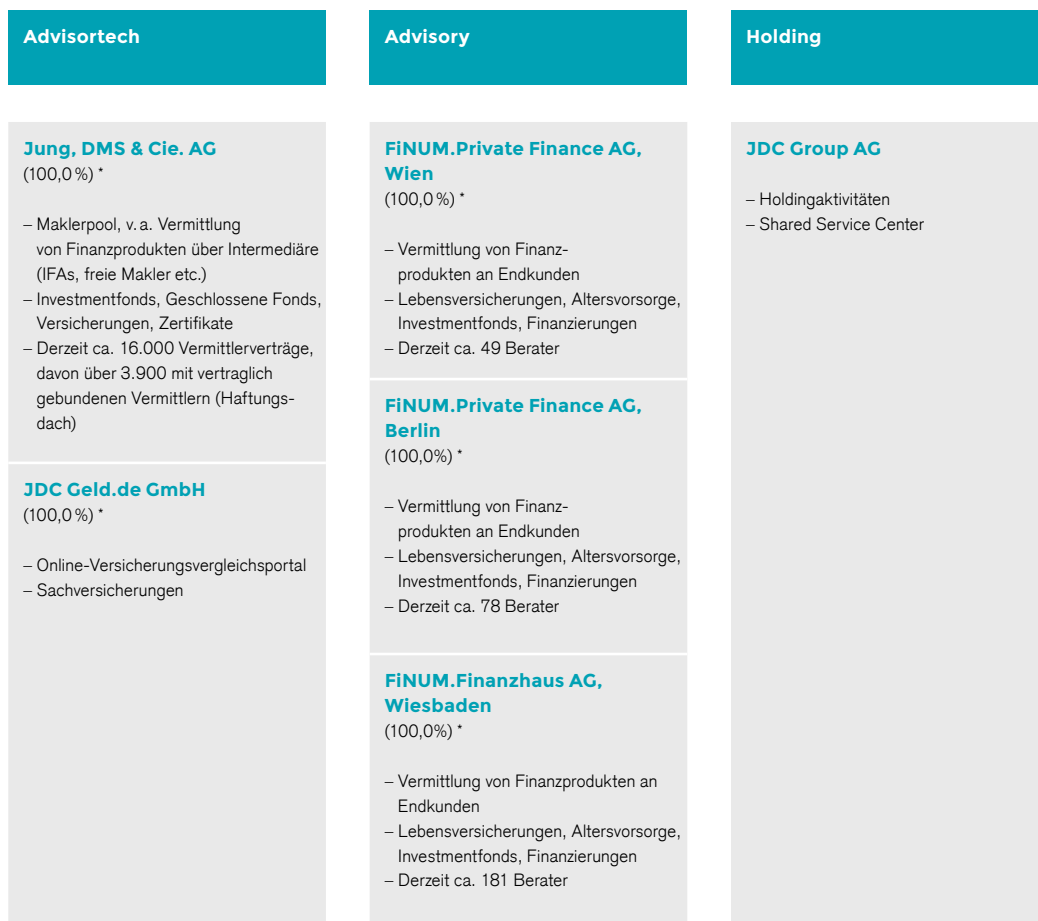 Advisortech
Jung, DMS & Cie. AG
(100,0 %) *
– Maklerpool, v. a. Vermittlung
von Finanzprodukten über Intermediäre
(IFAs, freie Makler etc.)
– Investmentfonds, Geschlossene Fonds,
Versicherungen, Zertifikate
– Derzeit ca. 16.000 Vermittlerverträge,
davon über 3.900 mit vertraglich
gebundenen Vermittlern (Haftungs-
dach)
JDC Geld.de GmbH
(100,0 %) *
– Online-Versicherungsvergleichsportal
– Sachversicherungen
Advisory
FiNUM.Private Finance AG,
Wien
(100,0 %) *
– Vermittlung von Finanz-
produkten an Endkunden
– Lebensversicherungen, Altersvorsorge,
Investmentfonds, Finanzierungen
– Derzeit ca. 49 Berater
FiNUM.Private Finance AG,
Berlin
(100,0%) *
– Vermittlung von Finanz-
produkten an Endkunden
– Lebensversicherungen, Altersvorsorge,
Investmentfonds, Finanzierungen
– Derzeit ca. 78 Berater
FiNUM.Finanzhaus AG,
Wiesbaden
(100,0%) *
– Vermittlung von Finanzprodukten an
Endkunden
– Lebensversicherungen, Altersvorsorge,
Investmentfonds, Finanzierungen
– Derzeit ca. 181 Berater
Holding
JDC Group AG
– Holdingaktivitäten
– Shared Service Center